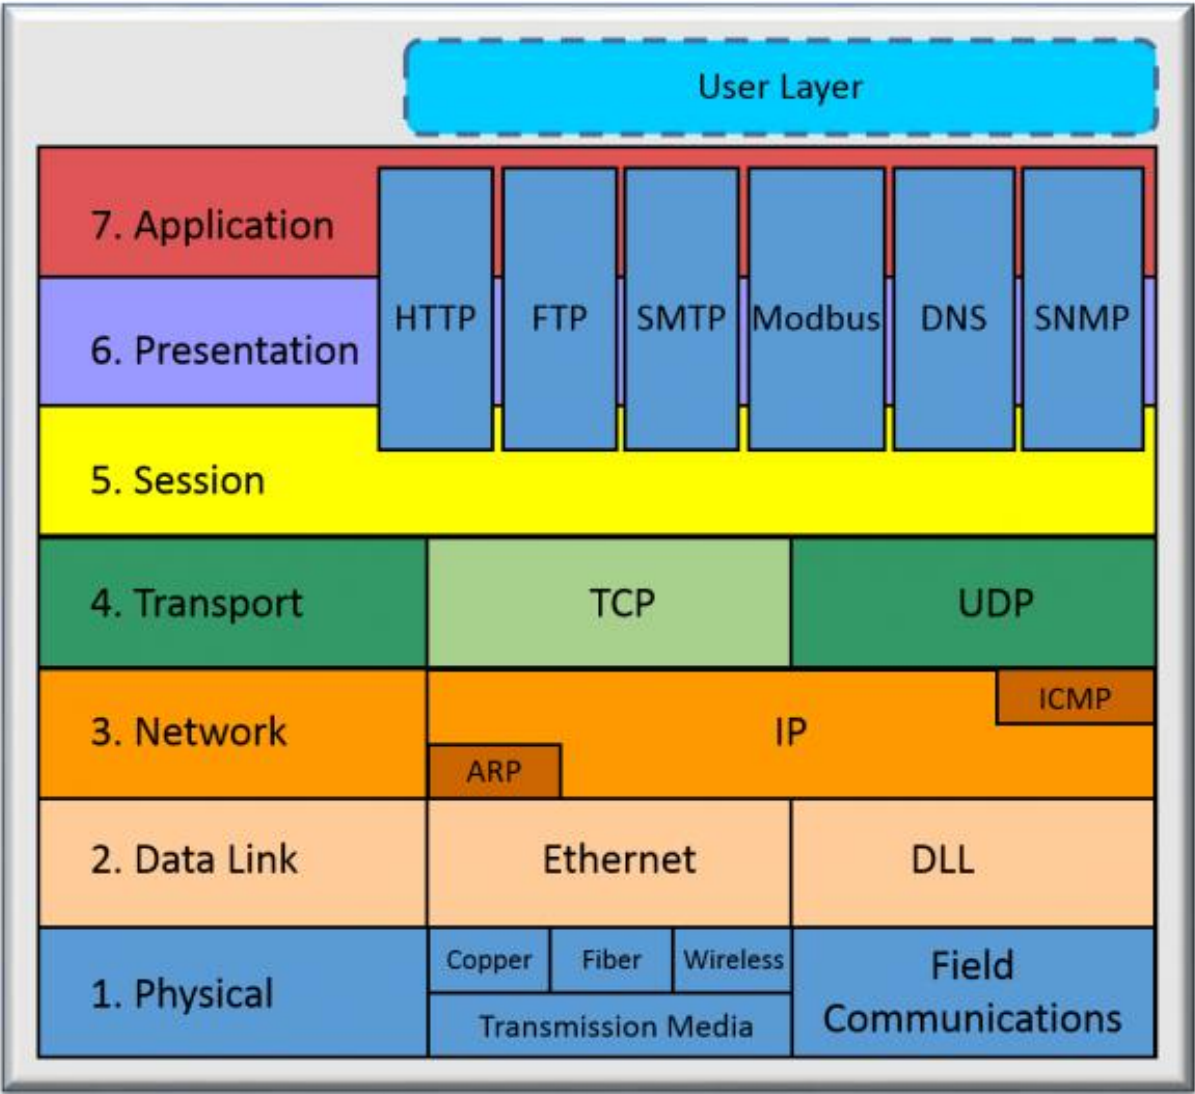 User Layer
7. Application
HTTP
FTP
SMTP
Modbus
DNS
SNMP
6. Presentation
5. Session
4. Transport
TCP
UDP
3. Network
IP
ICMP
ARP
2. Data Link
Ethernet
DLL
1. Physical
Copper
Fiber
Wireless
Transmission Media
Field
Communications